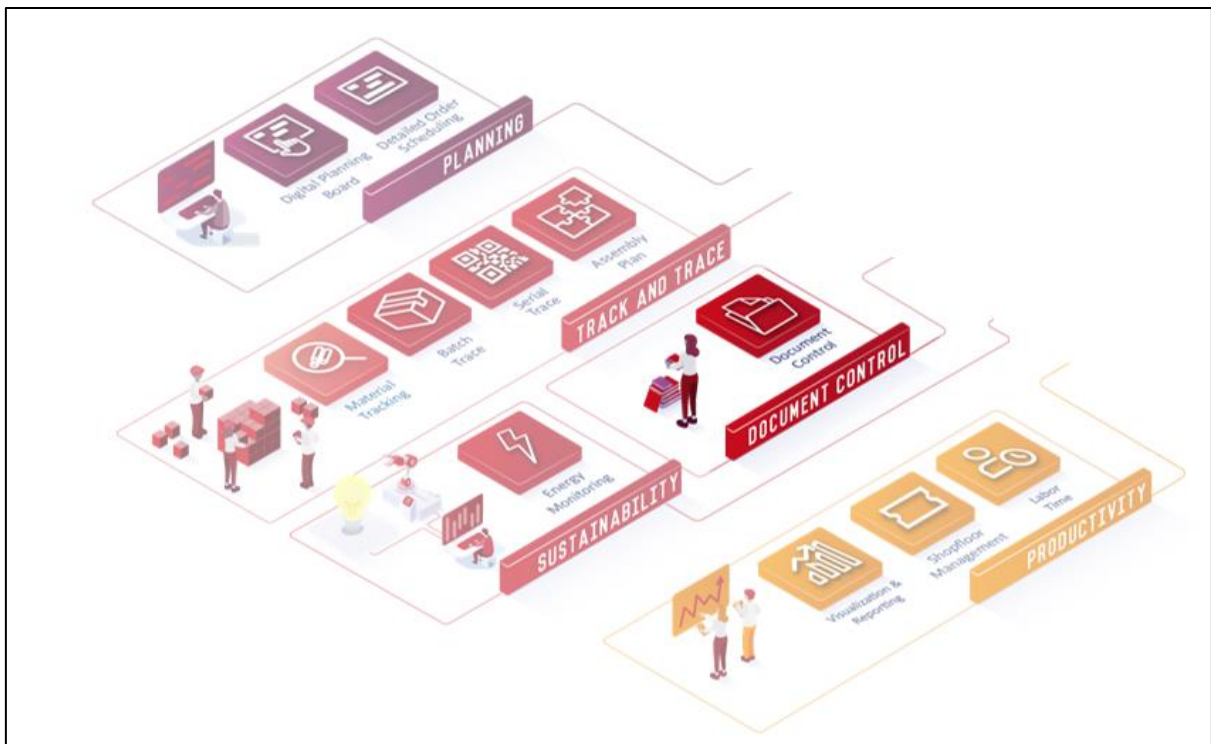 Digital Planning
Board
Detailed Order
Scheduling
PLANNING
Material
Tracking
Batch
Trace
Serial
Trace
Assembly
Plan
TRACK AND TRACE
Document
Control
DOCUMENT CONTROL
Energy
Monitoring
SUSTAINABILITY
Visualization &
Reporting
Shopfloor
Management
Labor
Time
PRODUCTIVITY